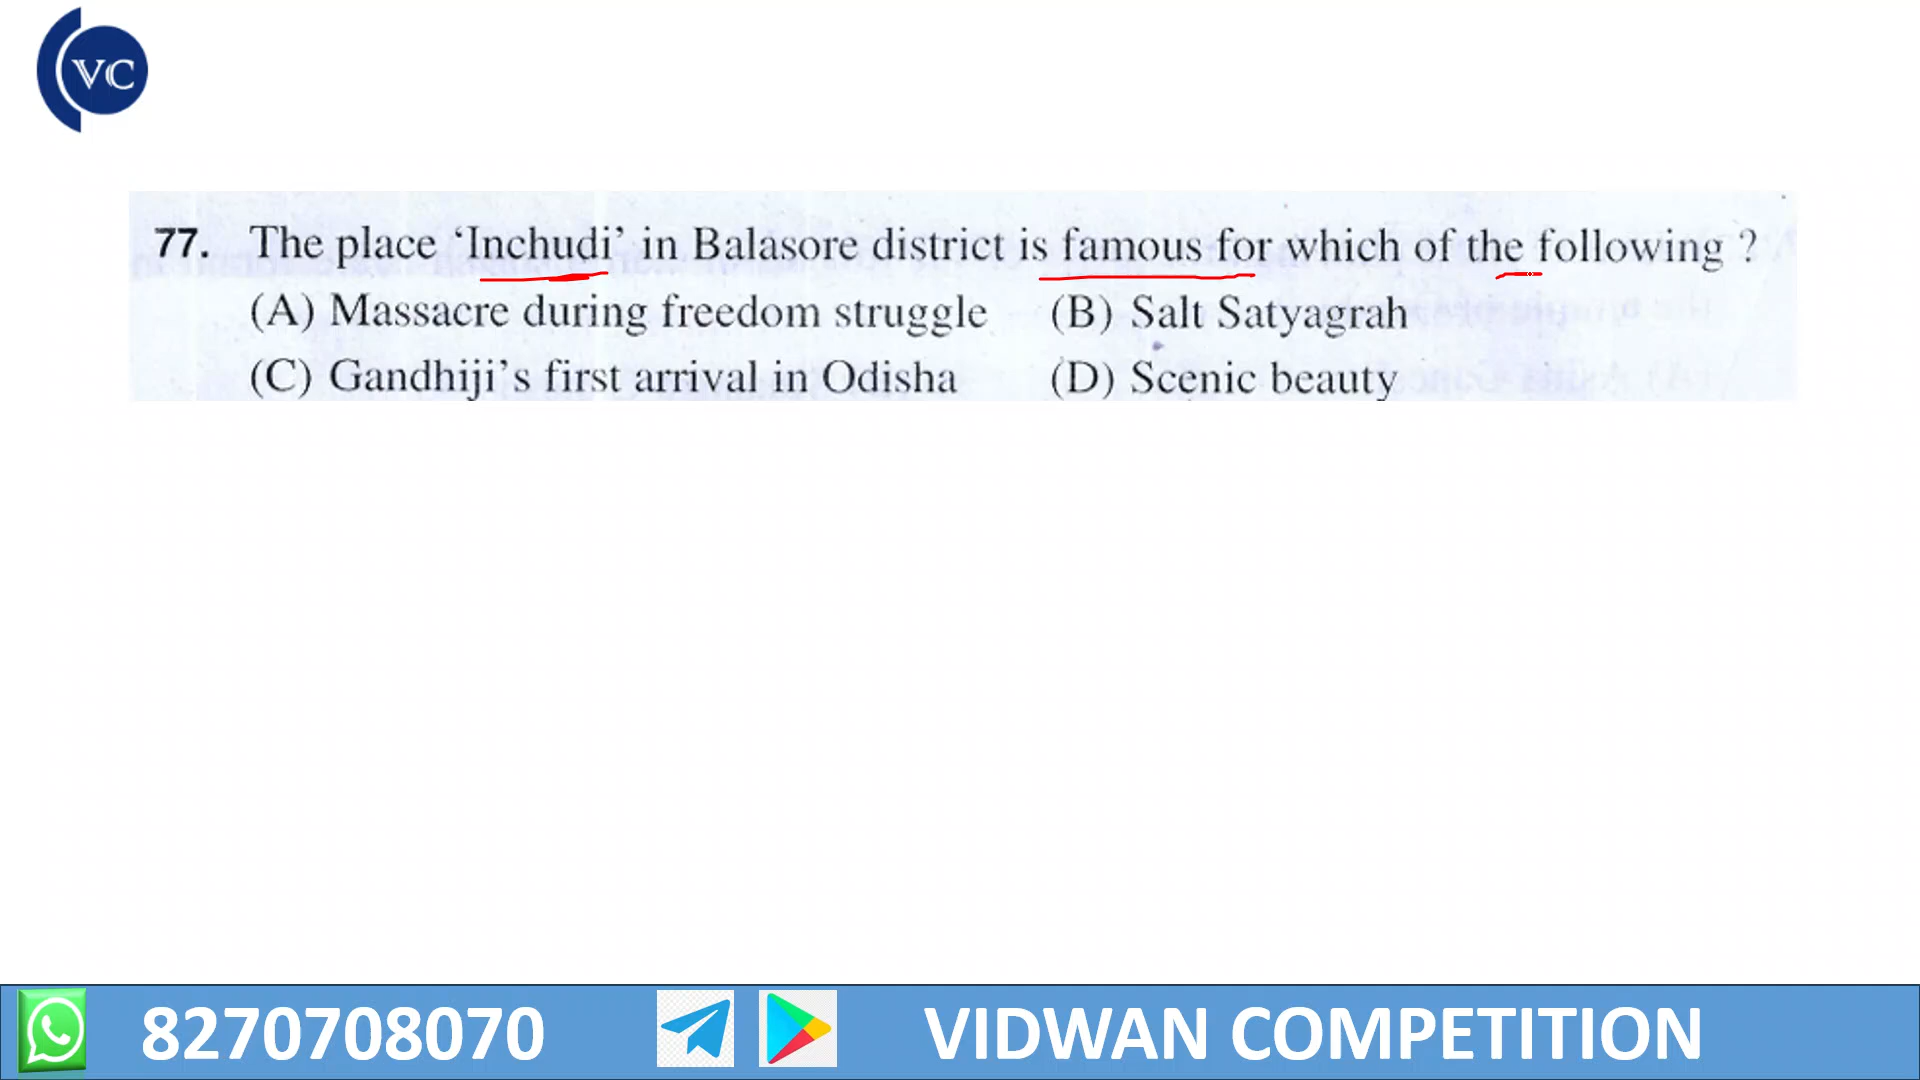 VC
77. The place ‘Inchudi’ in Balasore district is famous for which of the following ?
(A) Massacre during freedom struggle (B) Salt Satyagrah
(C) Gandhiji’s first arrival in Odisha (D) Scenic beauty
8270708070 VIDWAN COMPETITION